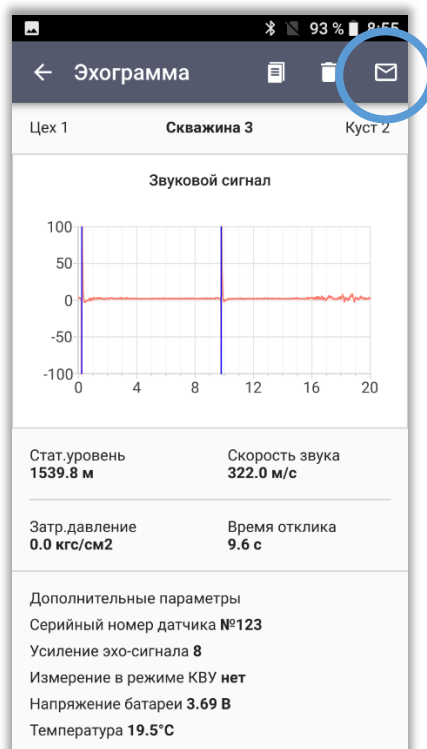 93 % 8:55
Эхограмма
Цех 1 Скважина 3 Куст 2
Звуковой сигнал
100
50
0
-50
-100
0 4 8 12 16 20
Стат.уровень Скорость звука
1539.8 м 322.0 м/с
Затр.давление Время отклика
0.0 кгс/см2 9.6 с
Дополнительные параметры
Серийный номер датчика №123
Усиление эхо-сигнала 8
Измерение в режиме КВУ нет
Напряжение батареи 3.69 В
Температура 19.5°C